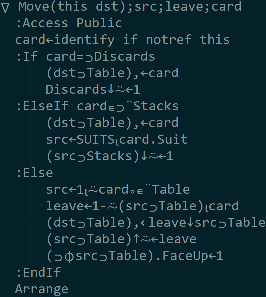 ∇ Move(this dst);src;leave;card
:Access Public
card←identify if notref this
:If card=⊃Discards
(dst⊃Table),←card
Discards↓⍨←1
:ElseIf card∊⊃¨Stacks
(dst⊃Table),←card
src←SUITS⍳card.Suit
(src⊃Stacks)↓⍨←1
:Else
src←1⍳⍨card∘∊¨Table
leave←1-⍨(src⊃Table)⍳card
(dst⊃Table),←leave↓src⊃Table
(src⊃Table)↑⍨←leave
(⊃⌽src⊃Table).FaceUp←1
:EndIf
Arrange